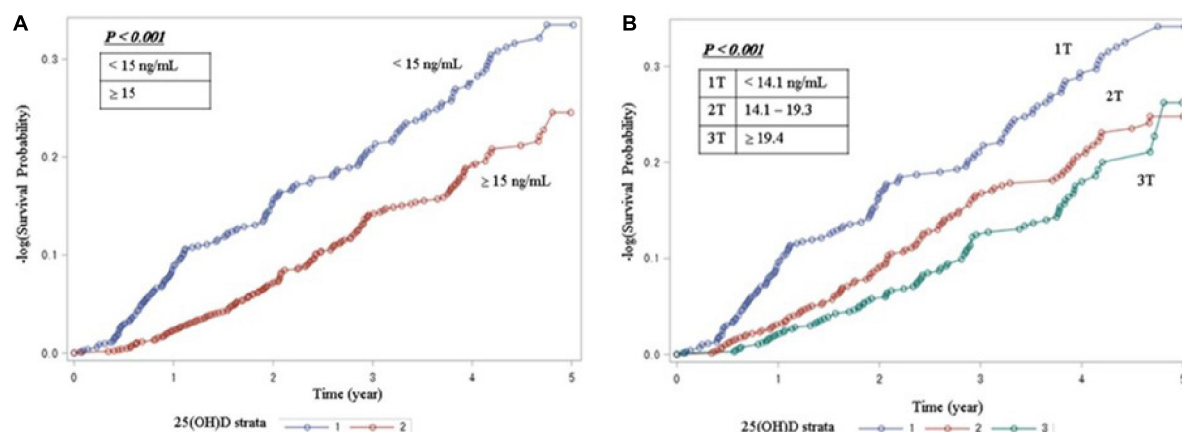 A
P < 0.001
< 15 ng/mL
≥ 15
< 15 ng/mL
≥ 15 ng/mL
-log(Survival Probability)
0.3
0.2
0.1
0.0
0 1 2 3 4 5
Time (year)
25(OH)D strata 1 2
B
P < 0.001
1T < 14.1 ng/mL
2T 14.1 – 19.3
3T ≥ 19.4
1T
2T
3T
-log(Survival Probability)
0.3
0.2
0.1
0.0
0 1 2 3 4 5
Time (year)
25(OH)D strata 1 2 3